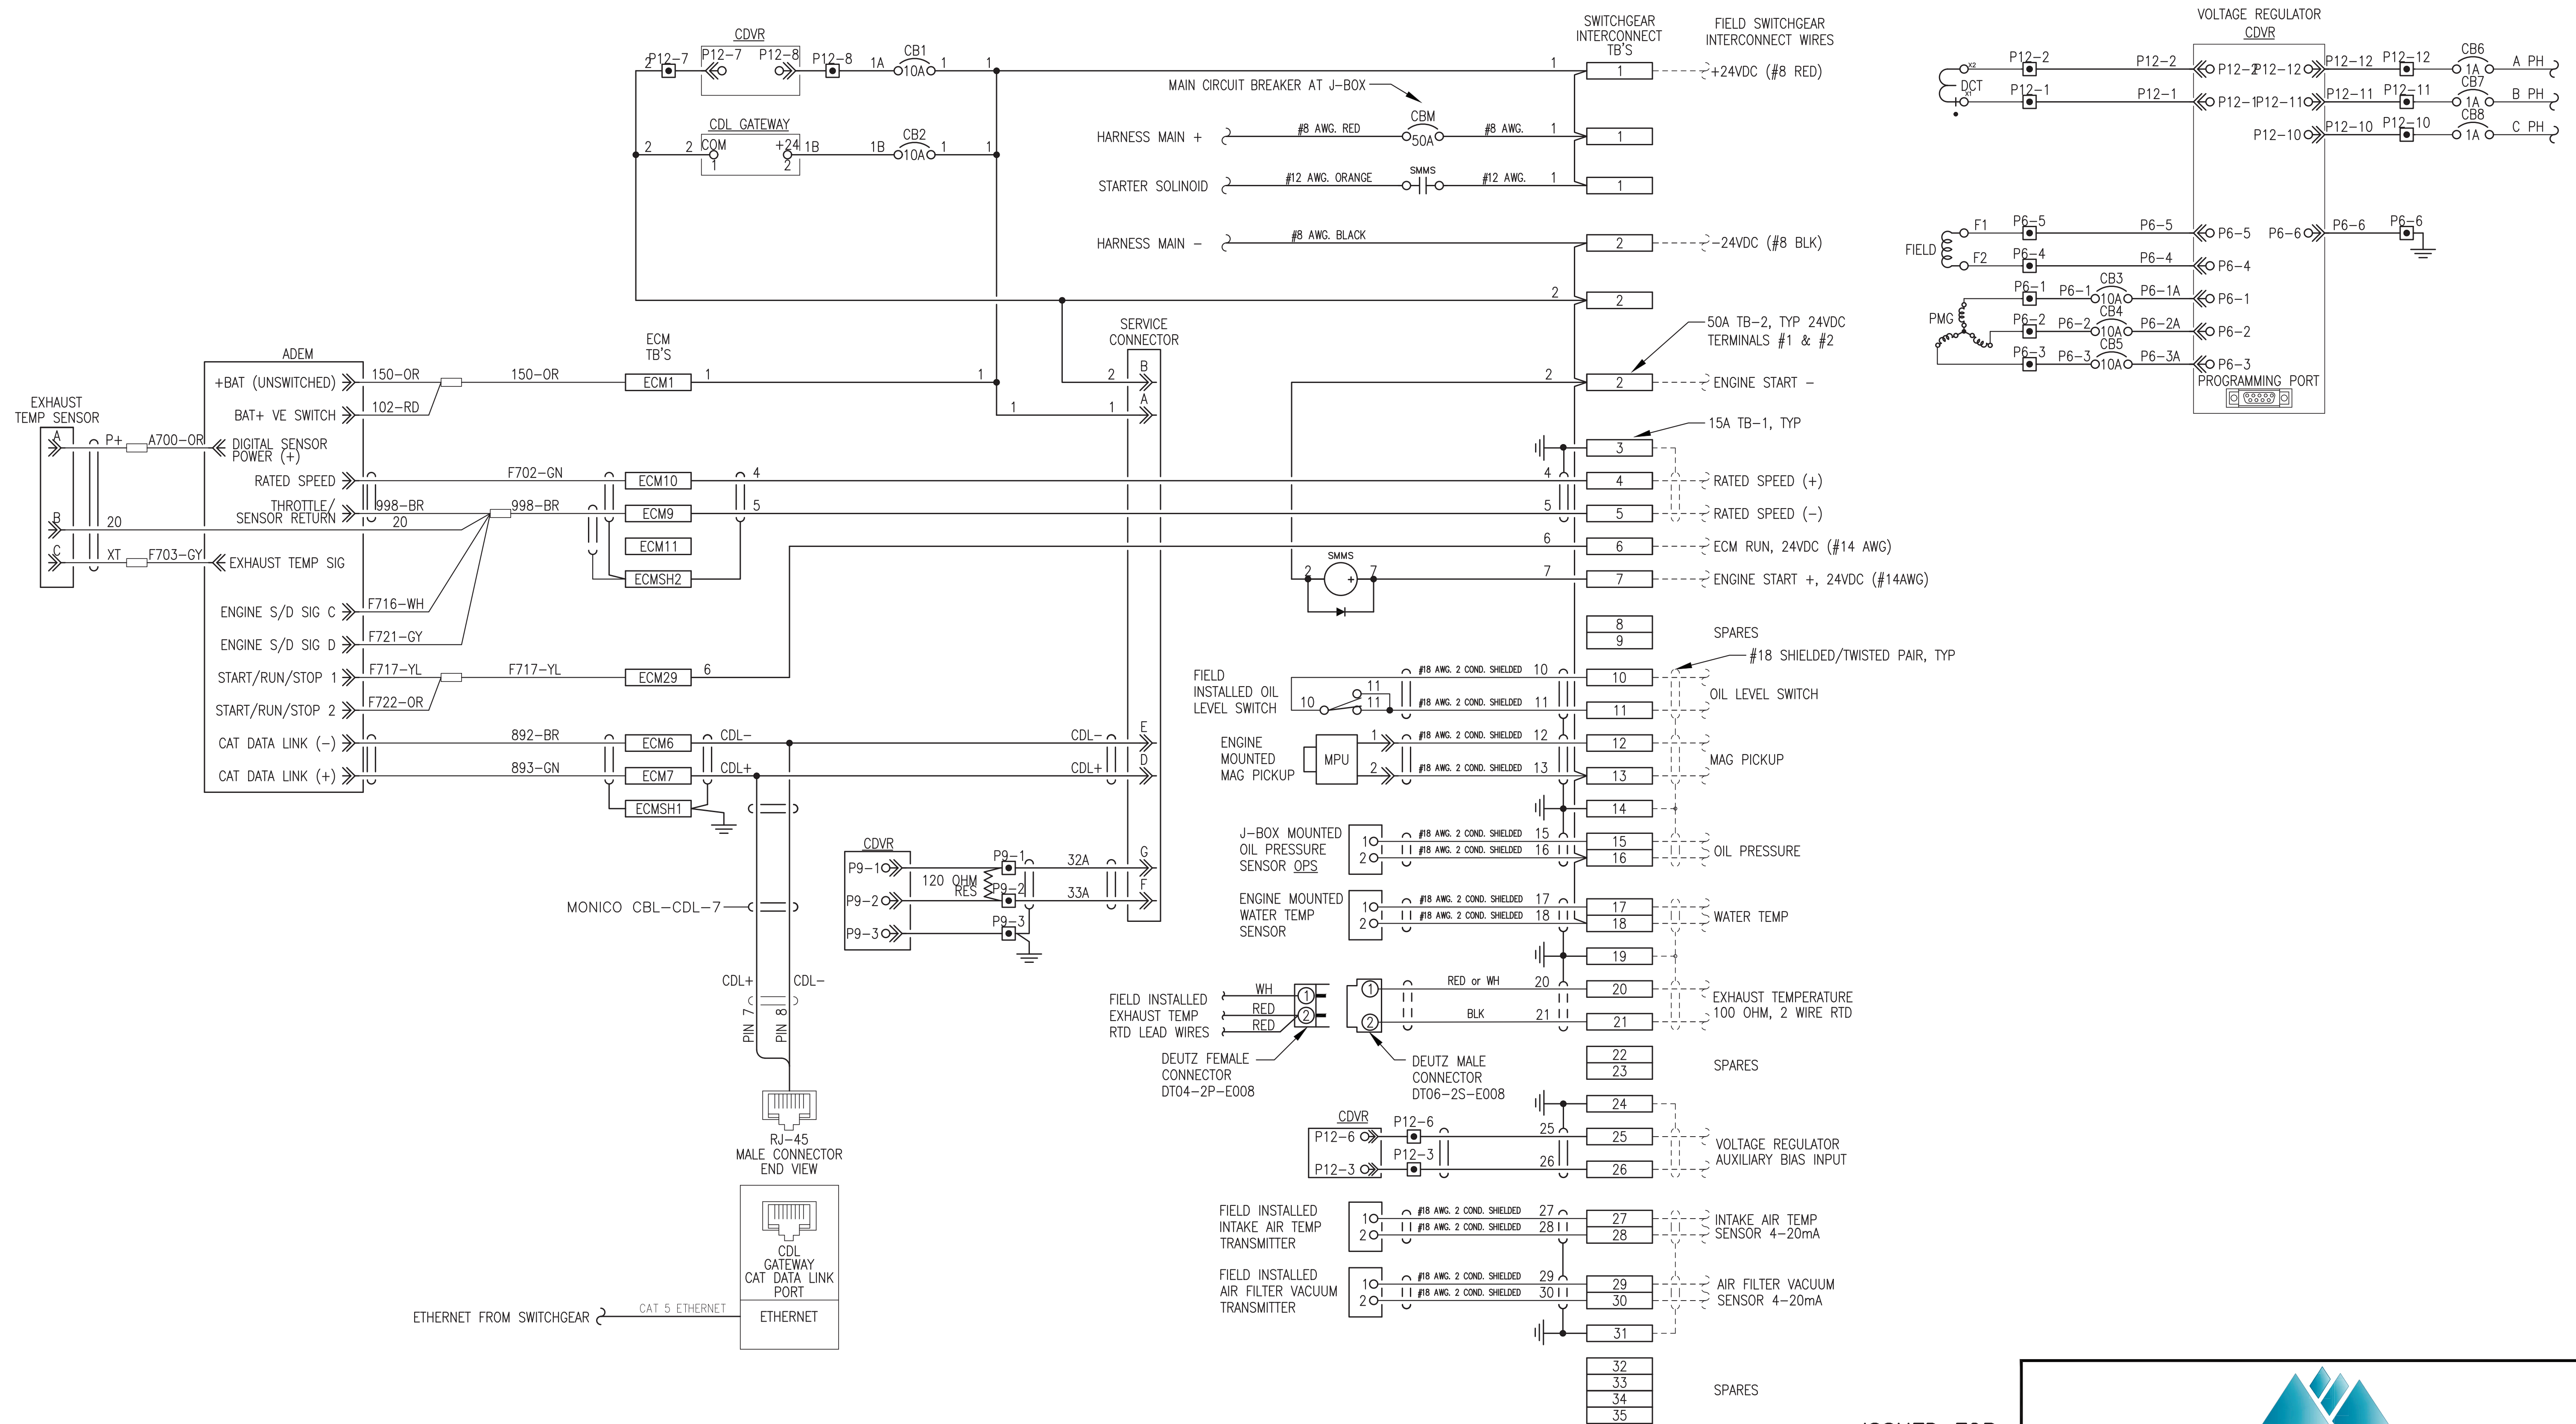 CDVR
2
P12-7
P12-7
P12-8
P12-8
1A
CB1
10A
1
1
CDL GATEWAY
2
2
COM
1
+24
2
1B
1B
CB2
10A
1
1
SWITCHGEAR
INTERCONNECT
TB'S
FIELD SWITCHGEAR
INTERCONNECT WIRES
1
+24VDC (#8 RED)
MAIN CIRCUIT BREAKER AT J-BOX
HARNESS MAIN +
#8 AWG. RED
CBM
50A
#8 AWG.
1
1
STARTER SOLINOID
#12 AWG. ORANGE
SMMS
#12 AWG.
1
1
HARNESS MAIN -
#8 AWG. BLACK
2
-24VDC (#8 BLK)
2
2
50A TB-2, TYP 24VDC
TERMINALS #1 & #2
2
2
ENGINE START -
15A TB-1, TYP
3
4
4
RATED SPEED (+)
5
5
RATED SPEED (-)
6
6
ECM RUN, 24VDC (#14 AWG)
SMMS
2
+
7
7
7
ENGINE START +, 24VDC (#14AWG)
8
9
SPARES
#18 SHIELDED/TWISTED PAIR, TYP
VOLTAGE REGULATOR
CDVR
X2
X1
DCT
P12-2
P12-2
P12-2
P12-1
P12-1
P12-1
P12-12
P12-12
P12-12
CB6
1A
A PH
P12-11
P12-11
P12-11
CB7
1A
B PH
P12-10
P12-10
P12-10
CB8
1A
C PH
FIELD
F1
P6-5
P6-5
P6-5
P6-6
P6-6
P6-6
F2
P6-4
P6-4
P6-4
PMG
P6-1
P6-1
CB3
10A
P6-1A
P6-1
P6-2
P6-2
CB4
10A
P6-2A
P6-2
P6-3
P6-3
CB5
10A
P6-3A
P6-3
PROGRAMMING PORT
EXHAUST
TEMP SENSOR
A
P+
A700-OR
B
20
20
C
XT
F703-GY
ADEM
+BAT (UNSWITCHED)
150-OR
150-OR
ECM
TB'S
ECM1
1
1
BAT+ VE SWITCH
102-RD
DIGITAL SENSOR
POWER (+)
RATED SPEED
F702-GN
ECM10
4
THROTTLE/
SENSOR RETURN
998-BR
998-BR
ECM9
5
ECM11
EXHAUST TEMP SIG
ECMSH2
ENGINE S/D SIG C
F716-WH
ENGINE S/D SIG D
F721-GY
START/RUN/STOP 1
F717-YL
F717-YL
ECM29
6
START/RUN/STOP 2
F722-OR
CAT DATA LINK (-)
892-BR
ECM6
CDL-
CDL-
CAT DATA LINK (+)
893-GN
ECM7
CDL+
CDL+
ECMSH1
SERVICE
CONNECTOR
2
B
1
1
A
E
D
G
F
CDVR
P9-1
P9-1
32A
120 OHM
RES
P9-2
P9-2
33A
P9-3
P9-3
MONICO CBL-CDL-7
CDL+
CDL-
PIN 7
PIN 8
RJ-45
MALE CONNECTOR
END VIEW
CDL
GATEWAY
CAT DATA LINK
PORT
ETHERNET FROM SWITCHGEAR
CAT 5 ETHERNET
ETHERNET
FIELD
INSTALLED OIL
LEVEL SWITCH
10
11
11
#18 AWG. 2 COND. SHIELDED
10
10
#18 AWG. 2 COND. SHIELDED
11
11
OIL LEVEL SWITCH
ENGINE
MOUNTED
MAG PICKUP
MPU
1
#18 AWG. 2 COND. SHIELDED
12
12
2
#18 AWG. 2 COND. SHIELDED
13
13
MAG PICKUP
14
J-BOX MOUNTED
OIL PRESSURE
SENSOR OPS
1
#18 AWG. 2 COND. SHIELDED
15
15
2
#18 AWG. 2 COND. SHIELDED
16
16
OIL PRESSURE
ENGINE MOUNTED
WATER TEMP
SENSOR
1
#18 AWG. 2 COND. SHIELDED
17
17
2
#18 AWG. 2 COND. SHIELDED
18
18
WATER TEMP
19
FIELD INSTALLED
EXHAUST TEMP
RTD LEAD WIRES
WH
RED
RED
1
2
1
2
RED or WH
20
20
BLK
21
21
EXHAUST TEMPERATURE
100 OHM, 2 WIRE RTD
DEUTZ FEMALE
CONNECTOR
DT04-2P-E008
DEUTZ MALE
CONNECTOR
DT06-2S-E008
22
23
SPARES
24
CDVR
P12-6
P12-6
25
25
P12-3
P12-3
26
26
VOLTAGE REGULATOR
AUXILIARY BIAS INPUT
FIELD INSTALLED
INTAKE AIR TEMP
TRANSMITTER
1
#18 AWG. 2 COND. SHIELDED
27
27
2
#18 AWG. 2 COND. SHIELDED
28
28
INTAKE AIR TEMP
SENSOR 4-20mA
FIELD INSTALLED
AIR FILTER VACUUM
TRANSMITTER
1
#18 AWG. 2 COND. SHIELDED
29
29
2
#18 AWG. 2 COND. SHIELDED
30
30
AIR FILTER VACUUM
SENSOR 4-20mA
31
32
33
34
35
SPARES